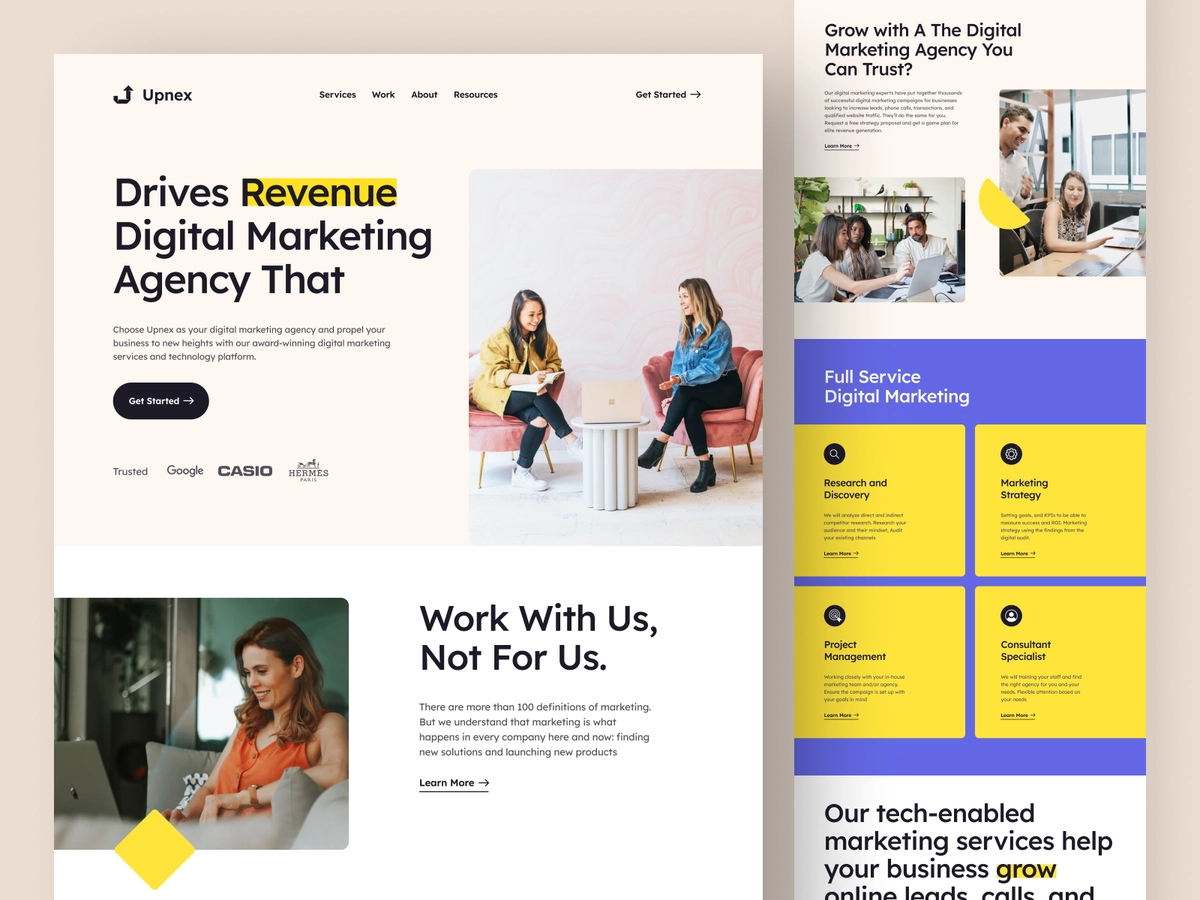 Upnex
Services Work About Resources
Get Started →
Drives Revenue
Digital Marketing
Agency That
Choose Upnex as your digital marketing agency and propel your
business to new heights with our award-winning digital marketing
services and technology platform.
Get Started →
Trusted Google CASIO HERMÈS
PARIS
Work With Us,
Not For Us.
There are more than 100 definitions of marketing.
But we understand that marketing is what
happens in every company here and now: finding
new solutions and launching new products
Learn More →
Grow with A The Digital
Marketing Agency You
Can Trust?
Our digital marketing experts have put together thousands
of successful digital marketing campaigns for businesses
looking to increase leads, phone calls, transactions, and
qualified website traffic. They'll do the same for you.
Request a free strategy proposal and get a game plan for
elite revenue generation.
Learn More →
Full Service
Digital Marketing
Research and
Discovery
We will analyze direct and indirect
competitor research. Research your
audience and their mindset, Audit
your existing channels
Learn More →
Marketing
Strategy
Setting goals, and KPIs to be able to
measure success and ROI. Marketing
strategy using the findings from the
digital audit.
Learn More →
Project
Management
Working closely with your in-house
marketing team and/or agency.
Ensure the campaign is set up with
your goals in mind
Learn More →
Consultant
Specialist
We will training your staff and find
the right agency for you and your
needs. Flexible attention based on
your needs
Learn More →
Our tech-enabled
marketing services help
your business grow
online leads, calls, and